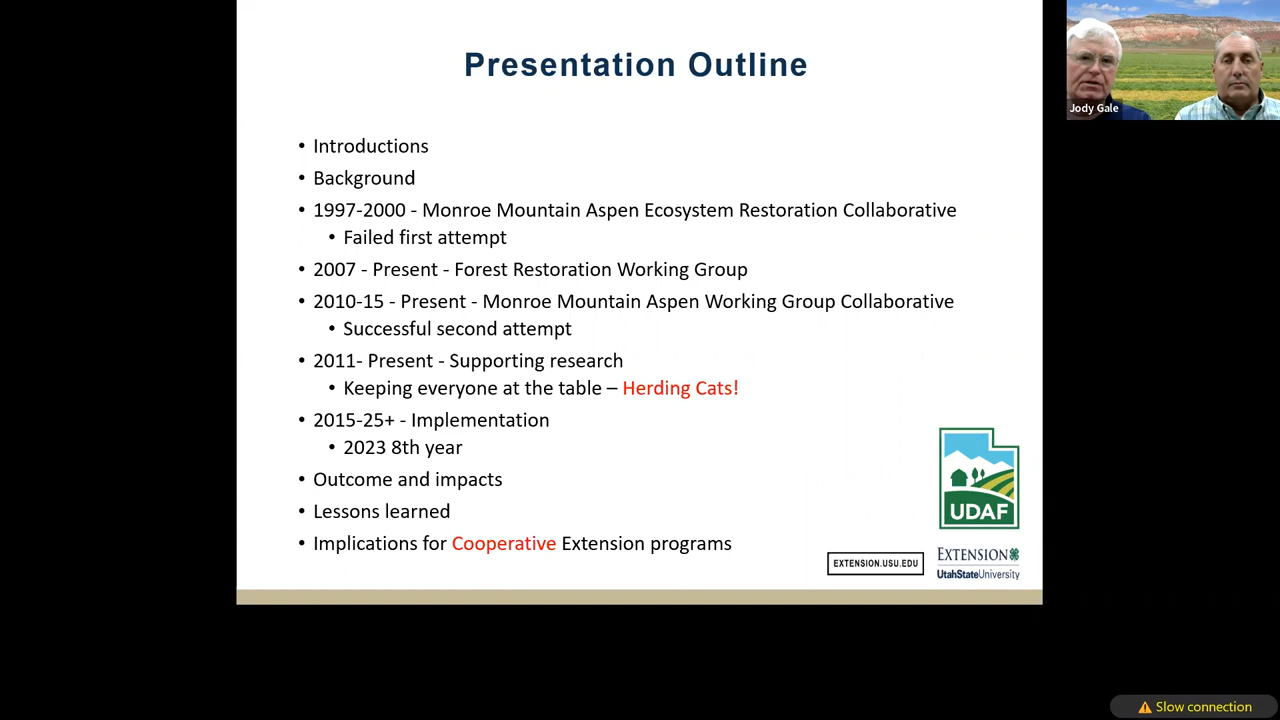 Presentation Outline
Jody Gale
• Introductions
• Background
• 1997-2000 - Monroe Mountain Aspen Ecosystem Restoration Collaborative
• Failed first attempt
• 2007 - Present - Forest Restoration Working Group
• 2010-15 - Present - Monroe Mountain Aspen Working Group Collaborative
• Successful second attempt
• 2011- Present - Supporting research
• Keeping everyone at the table – Herding Cats!
• 2015-25+ - Implementation
• 2023 8th year
• Outcome and impacts
• Lessons learned
• Implications for Cooperative Extension programs
UDAF
EXTENSION.USU.EDU
EXTENSION
UtahStateUniversity
Slow connection